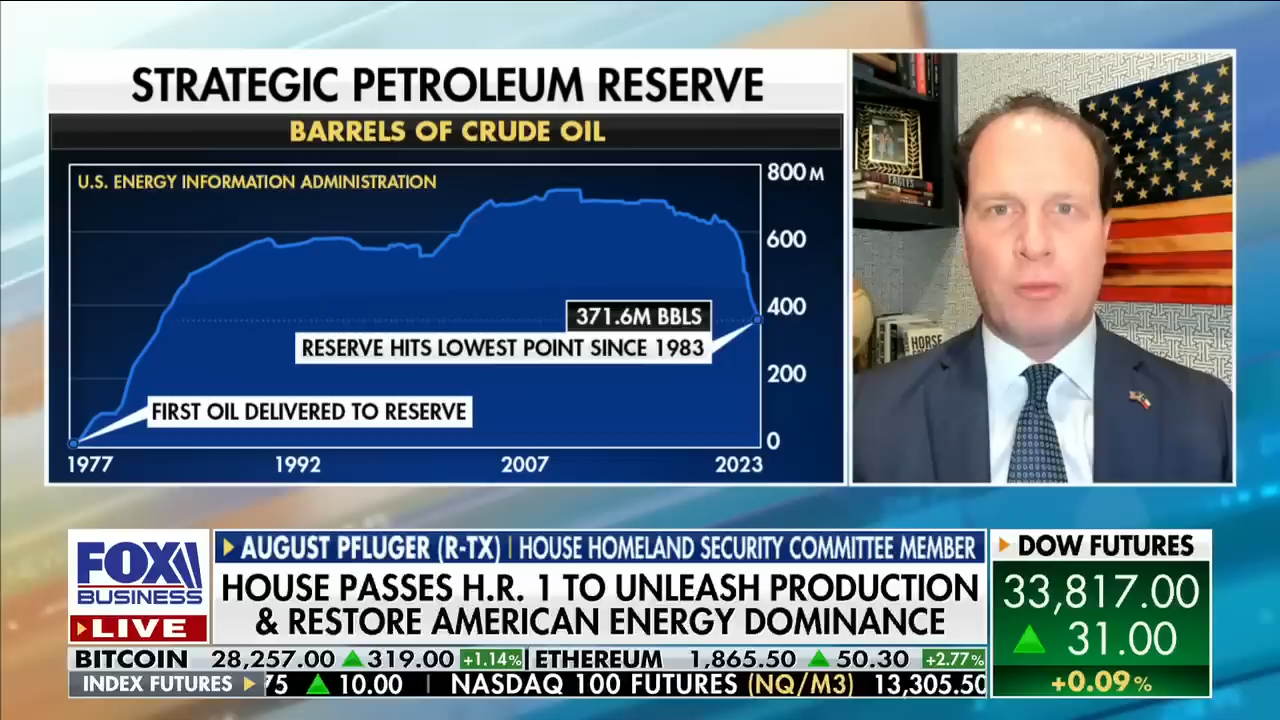 STRATEGIC PETROLEUM RESERVE
BARRELS OF CRUDE OIL
U.S. ENERGY INFORMATION ADMINISTRATION
800 M
600
400
200
0
371.6M BBLS
RESERVE HITS LOWEST POINT SINCE 1983
FIRST OIL DELIVERED TO RESERVE
1977 1992 2007 2023
EAGLES
HORSE
FOX
BUSINESS
LIVE
AUGUST PFLUGER (R-TX) | HOUSE HOMELAND SECURITY COMMITTEE MEMBER
HOUSE PASSES H.R. 1 TO UNLEASH PRODUCTION
& RESTORE AMERICAN ENERGY DOMINANCE
BITCOIN 28,257.00 ▲ 319.00 +1.14% ETHEREUM 1,865.50 ▲ 50.30 +2.77%
INDEX FUTURES 75 ▲ 10.00 | NASDAQ 100 FUTURES (NQ/M3) 13,305.50
DOW FUTURES
33,817.00
▲ 31.00
+0.09%